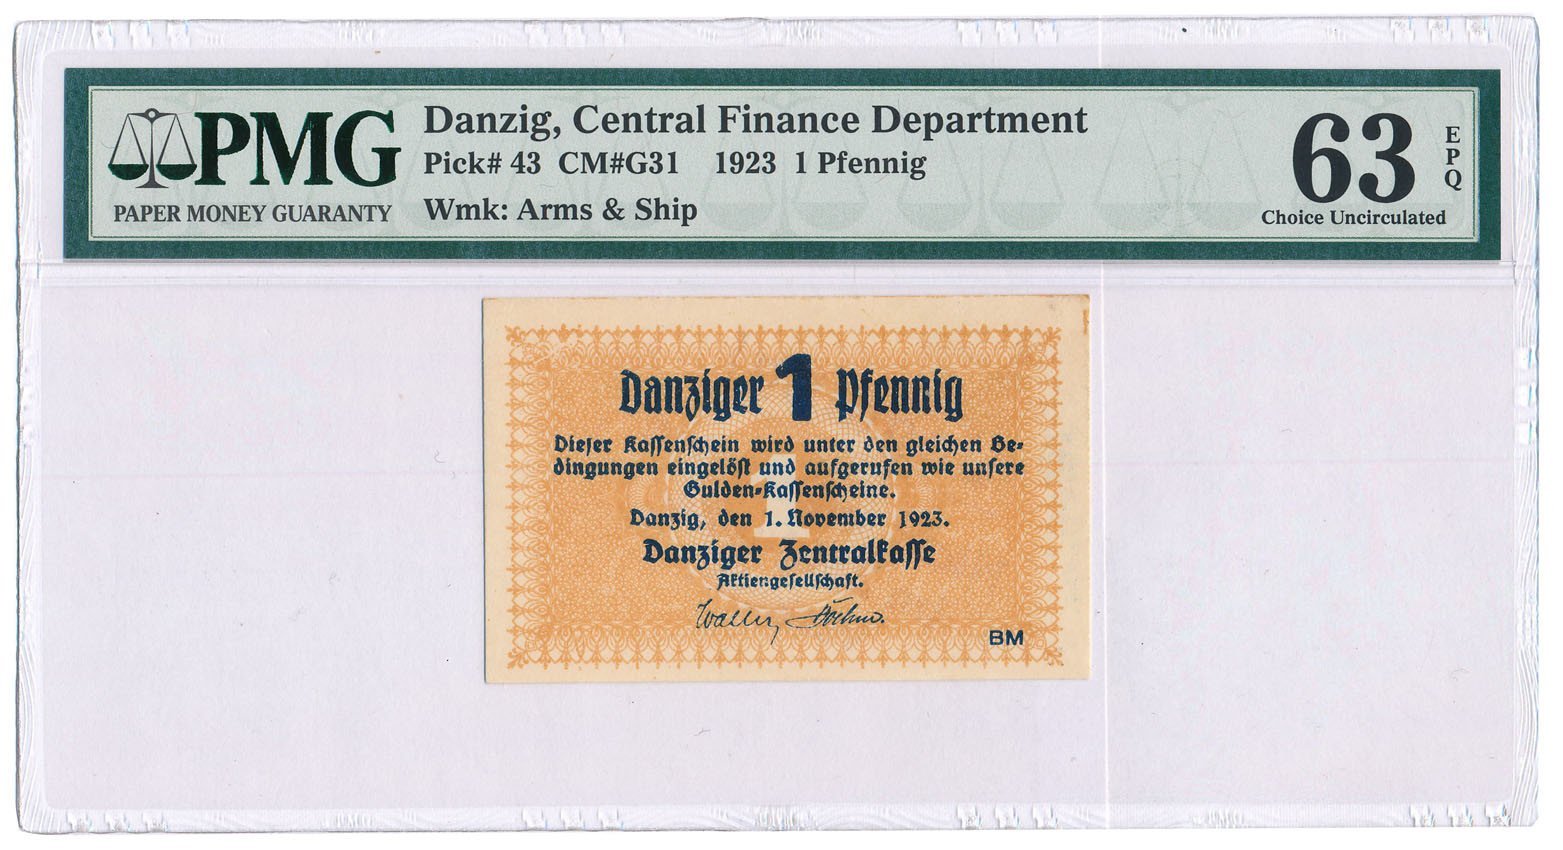 PMG
PAPER MONEY GUARANTY
Danzig, Central Finance Department
Pick# 43 CM#G31 1923 1 Pfennig
Wmk: Arms & Ship
63 EPQ
Choice Uncirculated
Danziger 1 Pfennig
Dieser Kassenschein wird unter den gleichen Be-
dingungen eingelöst und aufgerufen wie unsere
Gulden-Kassenscheine.
1
Danzig, den 1. November 1923.
Danziger Zentralkasse
Aktiengesellschaft.
BM